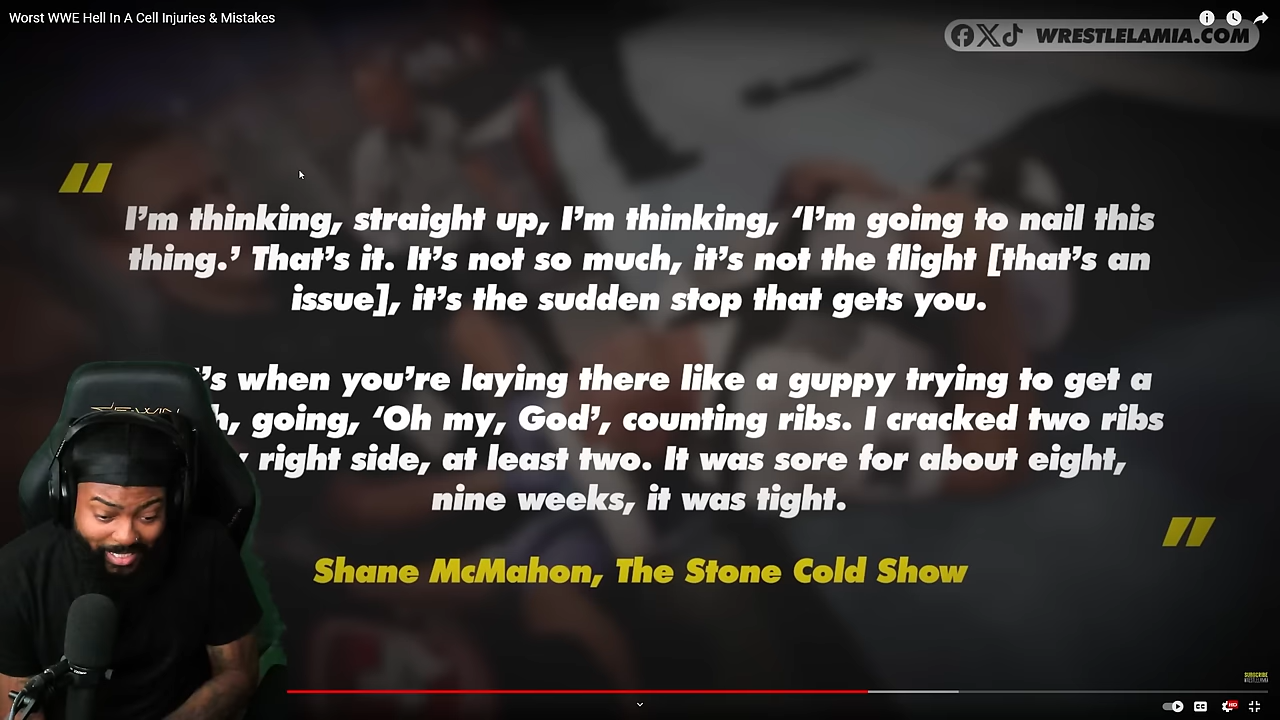 Worst WWE Hell In A Cell Injuries & Mistakes
WRESTLELAMIA.COM
I’m thinking, straight up, I’m thinking, ‘I’m going to nail this
thing.’ That’s it. It’s not so much, it’s not the flight [that’s an
issue], it’s the sudden stop that gets you.
’s when you’re laying there like a guppy trying to get a
h, going, ‘Oh my, God’, counting ribs. I cracked two ribs
right side, at least two. It was sore for about eight,
nine weeks, it was tight.
Shane McMahon, The Stone Cold Show
SUBSCRIBE
WRESTLELAMIA
CC
HD